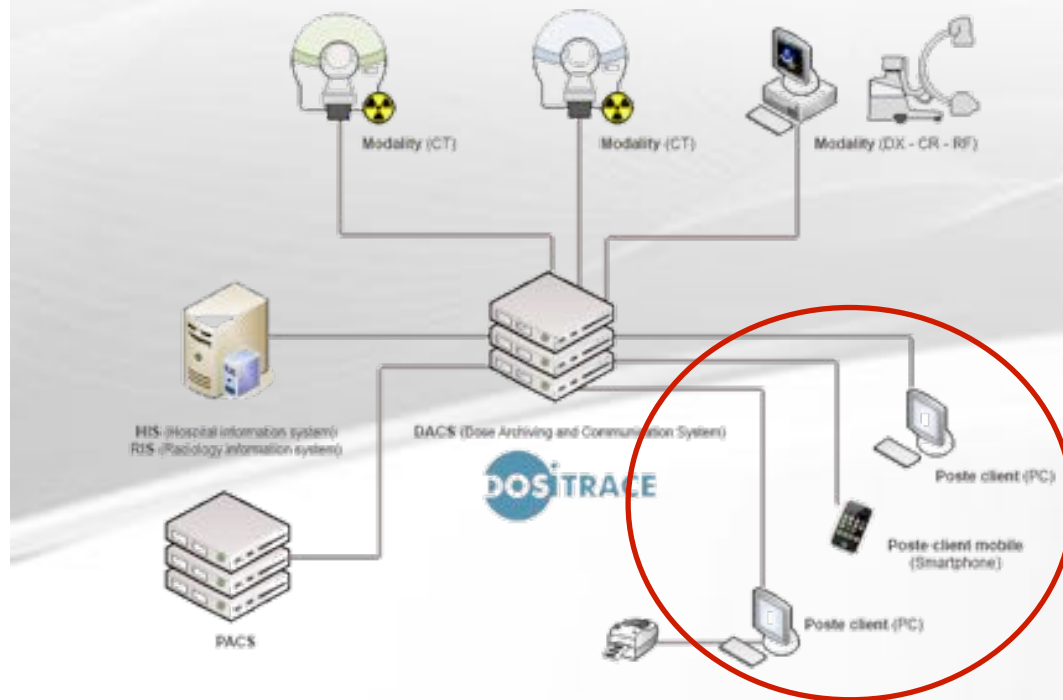 Modality (CT)
Modality (CT)
Modality (DX - CR - RF)
HIS (Hospital information system)
RIS (Radiology information system)
DACS (Dose Archiving and Communication System)
DOSITRACE
Poste client (PC)
Poste client mobile
(Smartphone)
Poste client (PC)
PACS